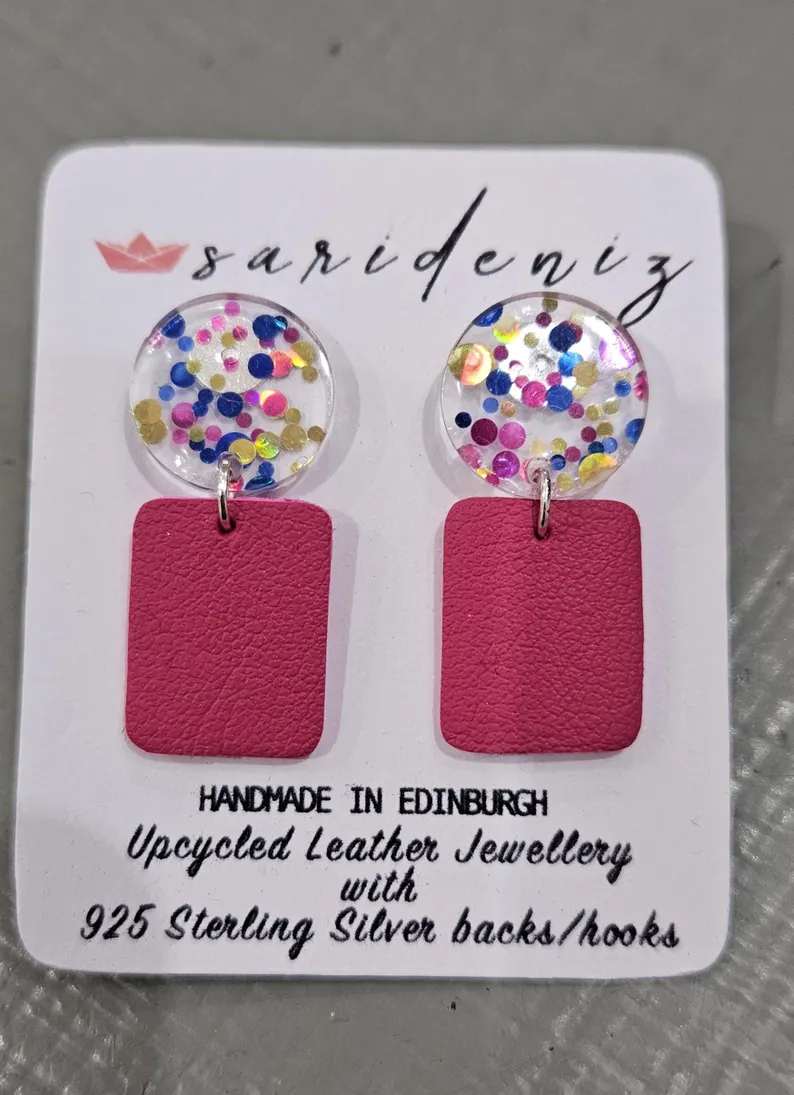 sarideniz
HANDMADE IN EDINBURGH
Upcycled Leather Jewellery
with
925 Sterling Silver backs/hooks